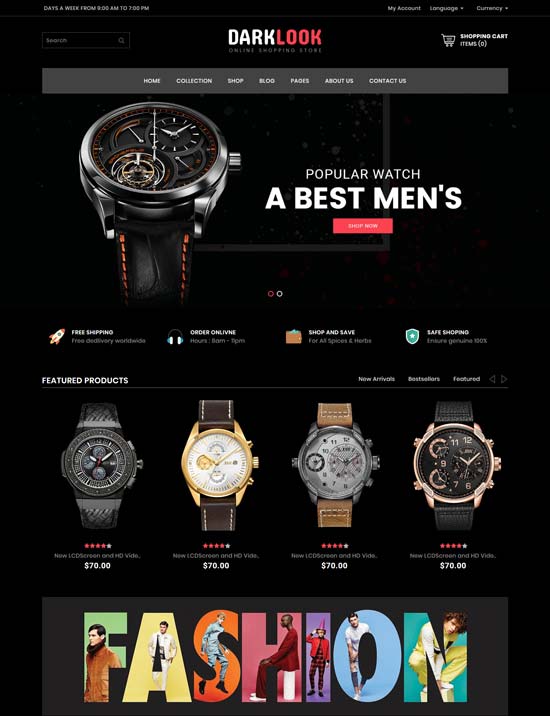 DAYS A WEEK FROM 9:00 AM TO 7:00 PM
My Account Language Currency
Search
DARKLOOK
ONLINE SHOPPING STORE
SHOPPING CART
ITEMS (0)
HOME COLLECTION SHOP BLOG PAGES ABOUT US CONTACT US
POPULAR WATCH
A BEST MEN'S
SHOP NOW
FREE SHIPPING
Free dedlivery worldwide
ORDER ONLIVNE
Hours : 8am - 11pm
SHOP AND SAVE
For All Spices & Herbs
SAFE SHOPING
Ensure genuine 100%
FEATURED PRODUCTS
New Arrivals Bestsellers Featured
New LCDScreen and HD Vide..
$70.00
New LCDScreen and HD Vide..
$70.00
New LCDScreen and HD Vide..
$70.00
New LCDScreen and HD Vide..
$70.00
FASHION